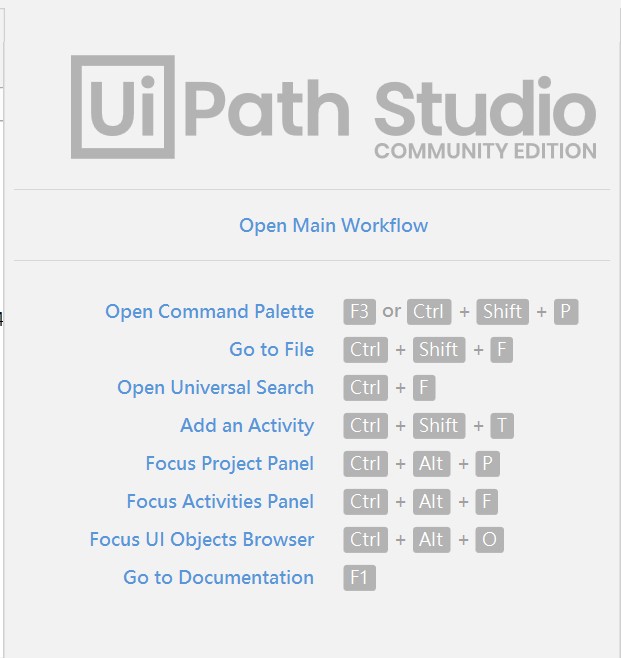 UiPath Studio
COMMUNITY EDITION
Open Main Workflow
Open Command Palette F3 or Ctrl + Shift + P
Go to File Ctrl + Shift + F
Open Universal Search Ctrl + F
Add an Activity Ctrl + Shift + T
Focus Project Panel Ctrl + Alt + P
Focus Activities Panel Ctrl + Alt + F
Focus UI Objects Browser Ctrl + Alt + O
Go to Documentation F1